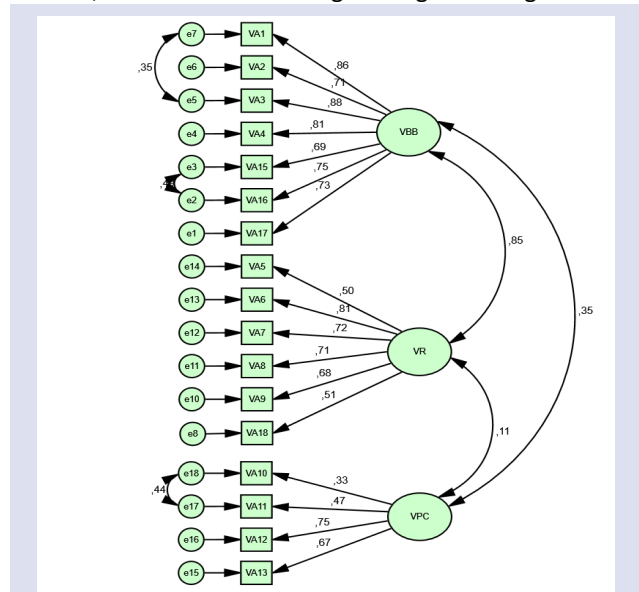 e7 VA1
,86
e6 VA2
,71
,35
e5 VA3
,88
e4 VA4
,81
VBB
e3 VA15
,69
e2 VA16
,75
e1 VA17
,73
e14 VA5
,50
,85
e13 VA6
,81
e12 VA7
,72
,35
e11 VA8
,71
VR
e10 VA9
,68
e8 VA18
,51
,11
e18 VA10
,33
,44
e17 VA11
,47
VPC
e16 VA12
,75
e15 VA13
,67